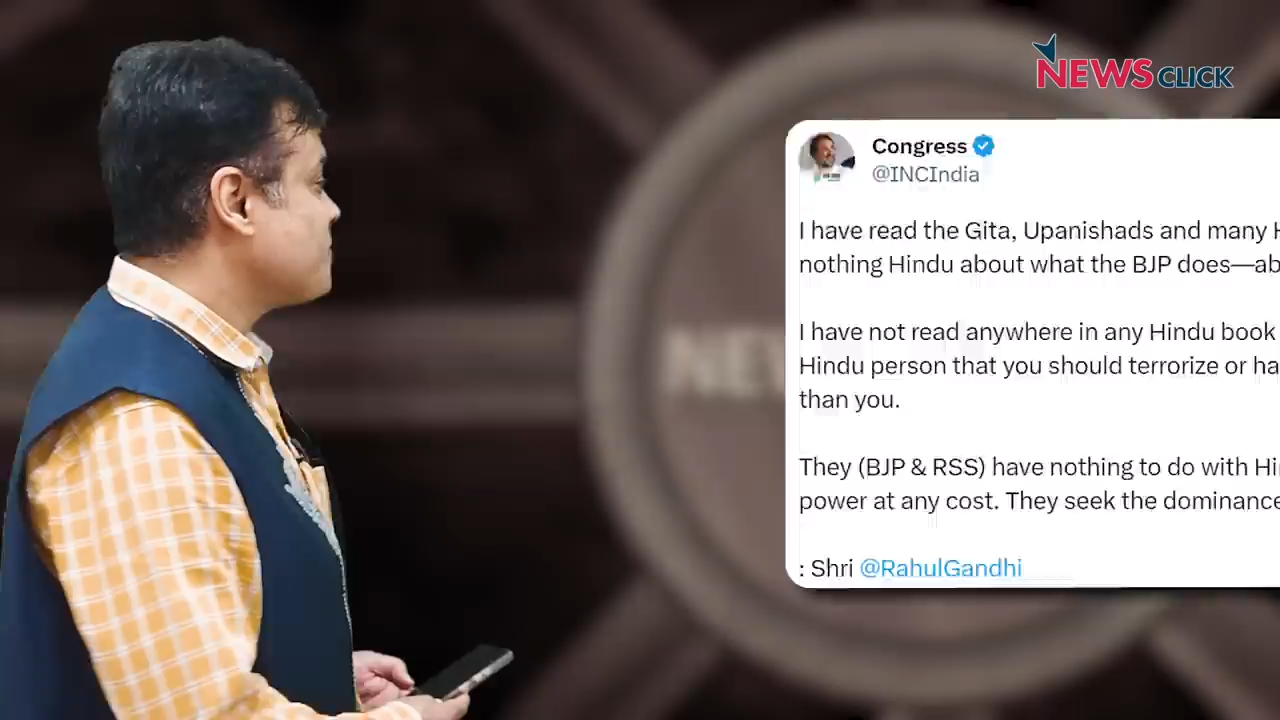 NEWSCLICK
Congress
@INCIndia
I have read the Gita, Upanishads and many
nothing Hindu about what the BJP does—
I have not read anywhere in any Hindu book
Hindu person that you should terrorize or
than you.
They (BJP & RSS) have nothing to do with
power at any cost. They seek the dominance
: Shri @RahulGandhi